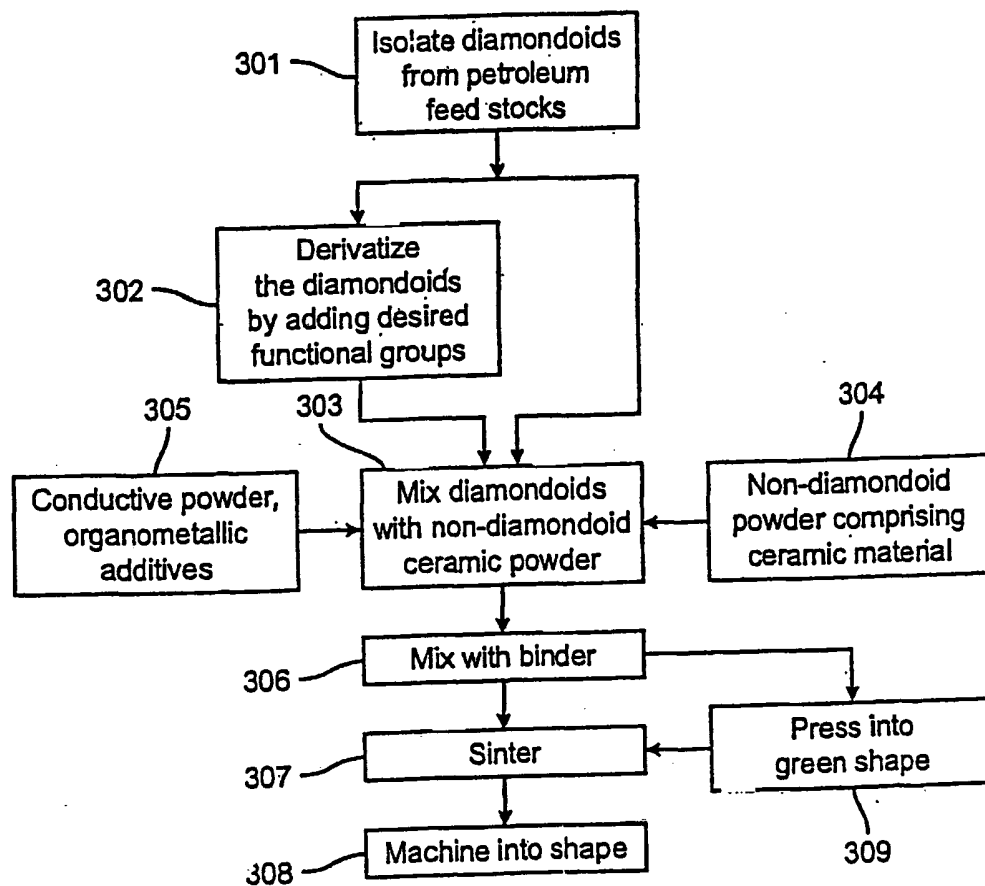 301
Isolate diamondoids
from petroleum
feed stocks
302
Derivatize
the diamondoids
by adding desired
functional groups
305
303
304
Conductive powder,
organometallic
additives
Mix diamondoids
with non-diamondoid
ceramic powder
Non-diamondoid
powder comprising
ceramic material
306
Mix with binder
307
Sinter
Press into
green shape
308
Machine into shape
309